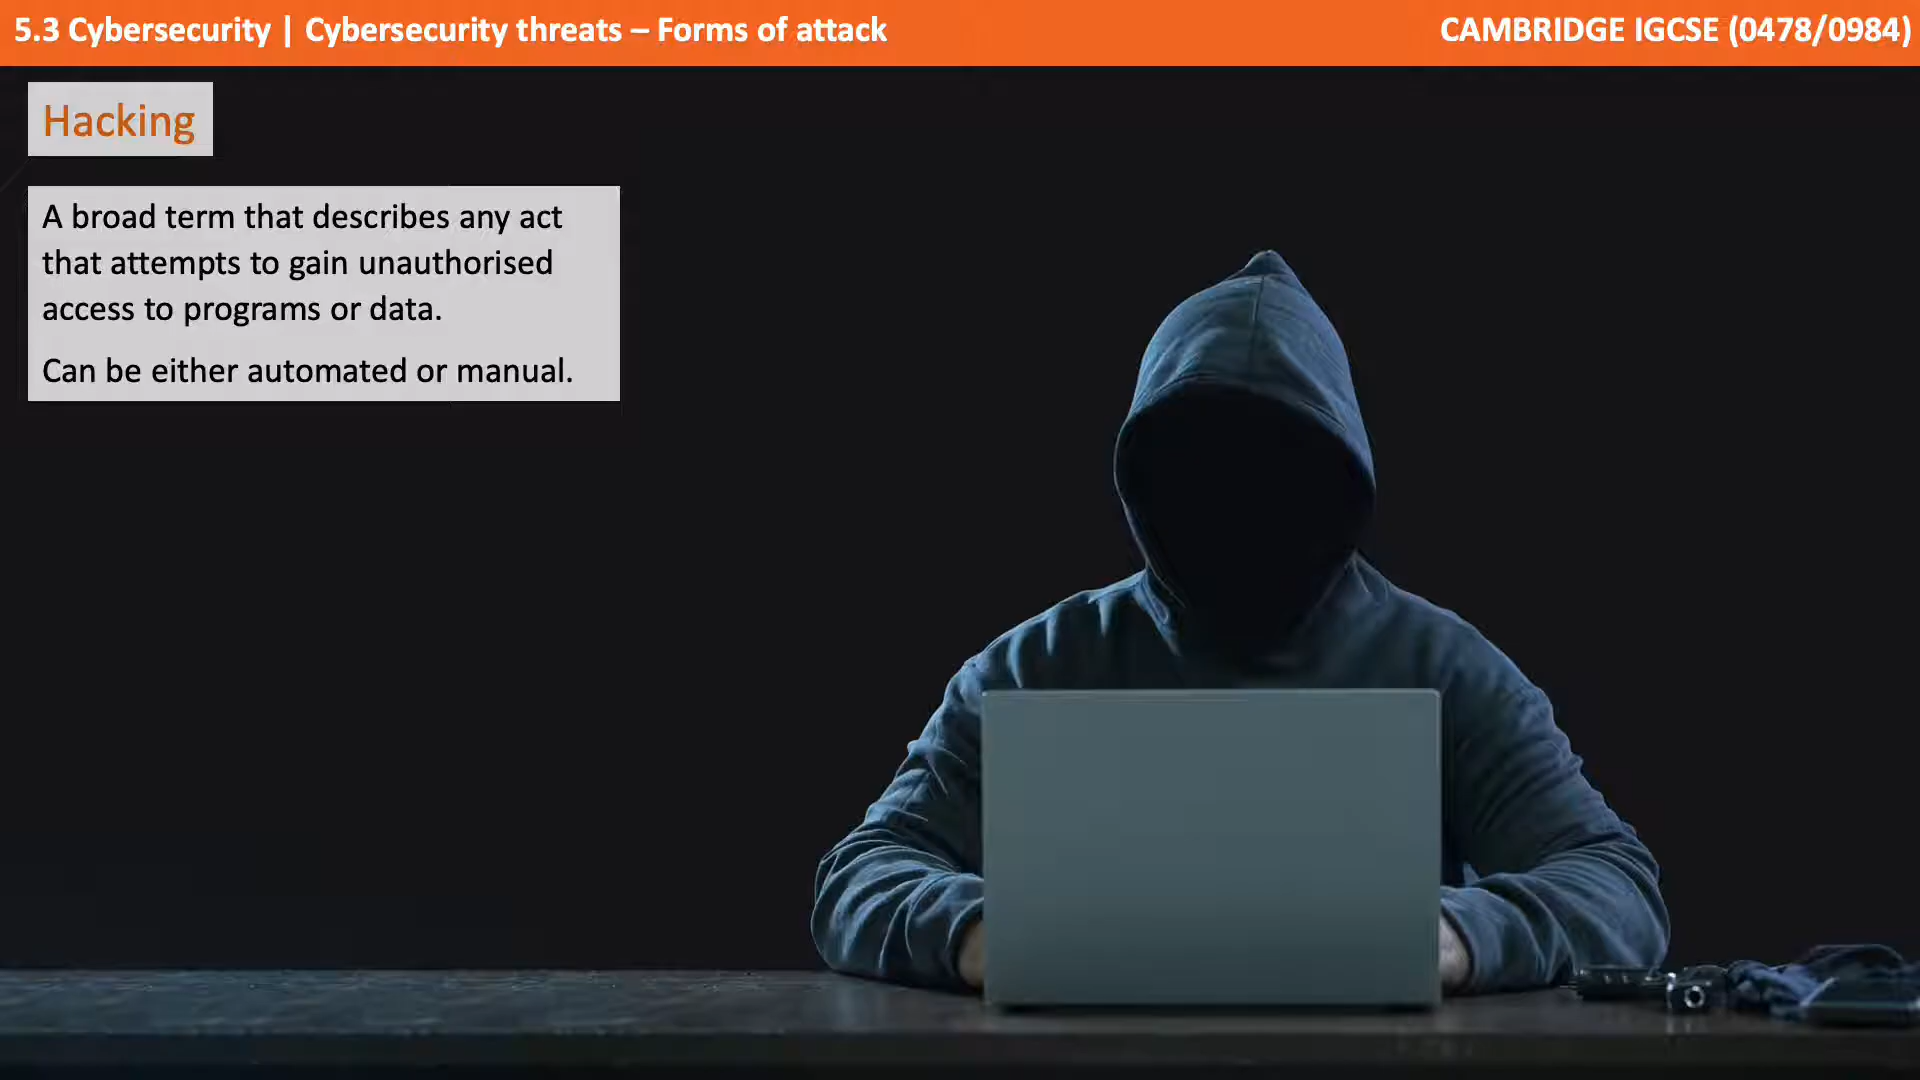 5.3 Cybersecurity | Cybersecurity threats – Forms of attack
CAMBRIDGE IGCSE (0478/0984)
Hacking
A broad term that describes any act
that attempts to gain unauthorised
access to programs or data.
Can be either automated or manual.